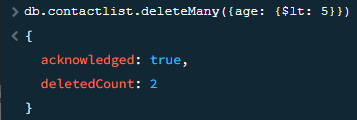 > db.contactlist.deleteMany({age: {$lt: 5}})
< {
acknowledged: true,
deletedCount: 2
}